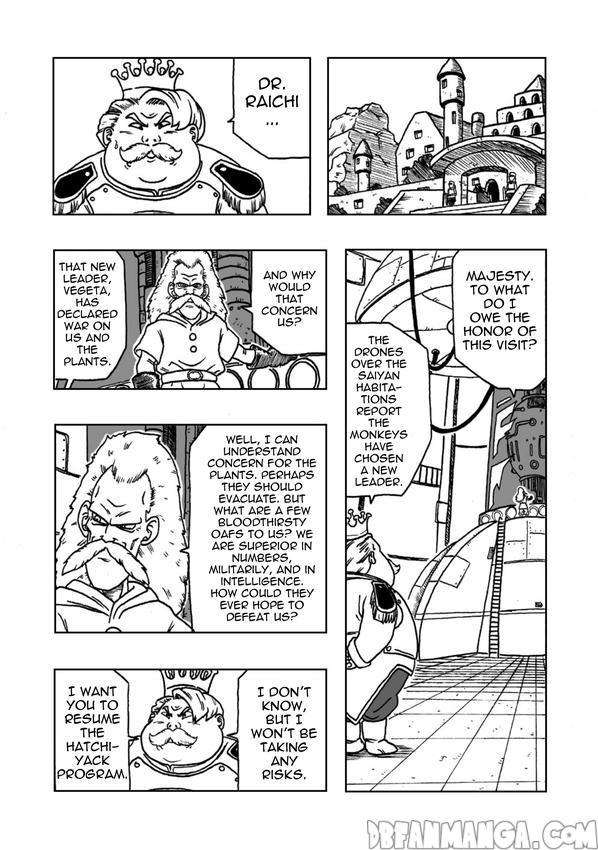 DR.
RAICHI
...
MAJESTY.
TO WHAT
DO I
OWE THE
HONOR OF
THIS VISIT?
THE
DRONES
OVER THE
SAIYAN
HABITA-
TIONS
REPORT
THE
MONKEYS
HAVE
CHOSEN
A NEW
LEADER.
AND WHY
WOULD
THAT
CONCERN
US?
THAT NEW
LEADER,
VEGETA,
HAS
DECLARED
WAR ON
US AND
THE
PLANTS.
WELL, I CAN
UNDERSTAND
CONCERN FOR THE
PLANTS. PERHAPS
THEY SHOULD
EVACUATE. BUT
WHAT ARE A FEW
BLOODTHIRSTY
OAFS TO US? WE
ARE SUPERIOR IN
NUMBERS,
MILITARILY, AND IN
INTELLIGENCE.
HOW COULD THEY
EVER HOPE TO
DEFEAT US?
I DON'T
KNOW,
BUT I
WON'T BE
TAKING
ANY
RISKS.
I WANT
YOU TO
RESUME
THE
HATCHI-
YACK
PROGRAM.
DBFANMANGA.COM